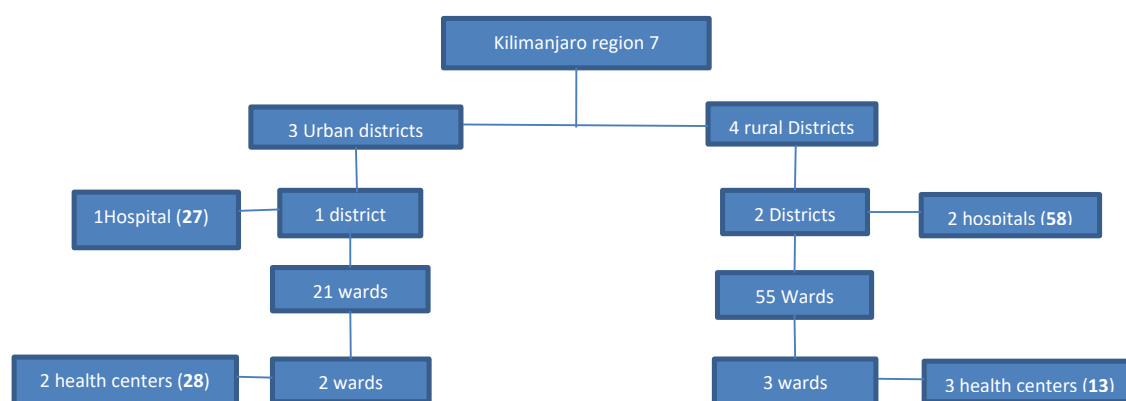 Kilimanjaro region 7
3 Urban districts
4 rural Districts
1Hospital (27)
1 district
2 Districts
2 hospitals (58)
21 wards
55 Wards
2 health centers (28)
2 wards
3 wards
3 health centers (13)